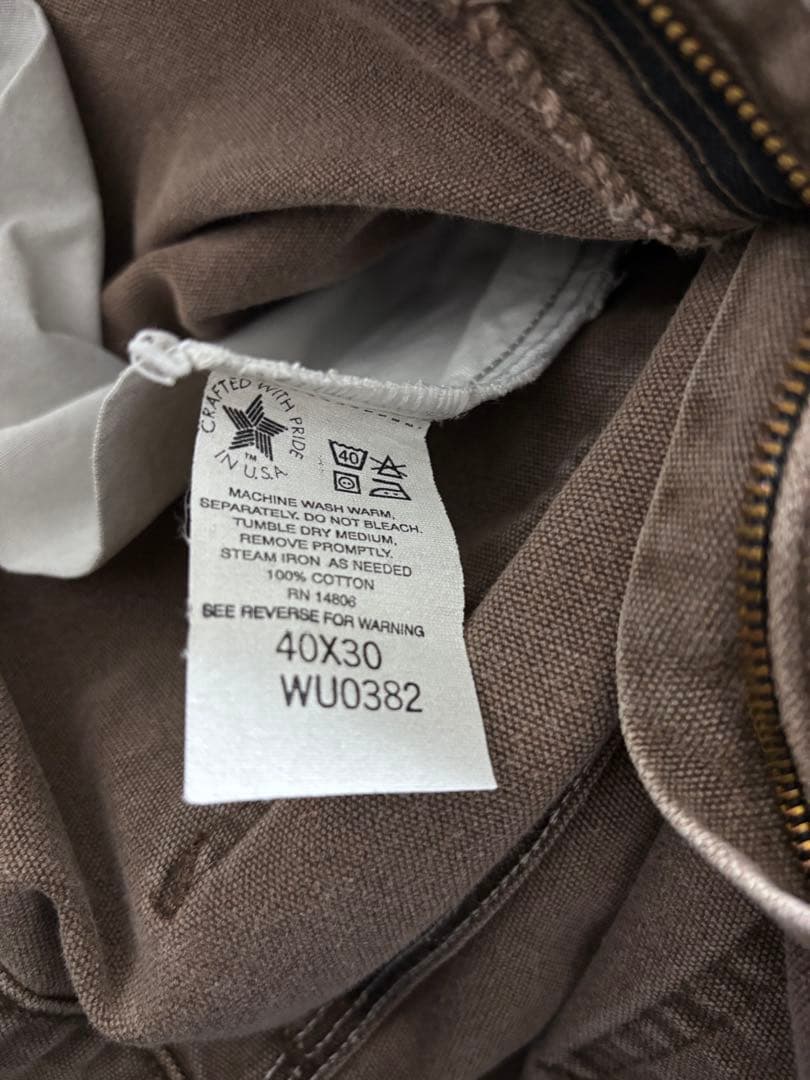 CRAFTED WITH PRIDE
IN U.S.A
TM
40
MACHINE WASH WARM,
SEPARATELY. DO NOT BLEACH.
TUMBLE DRY MEDIUM,
REMOVE PROMPTLY.
STEAM IRON AS NEEDED
100% COTTON
RN 14806
SEE REVERSE FOR WARNING
40X30
WU0382